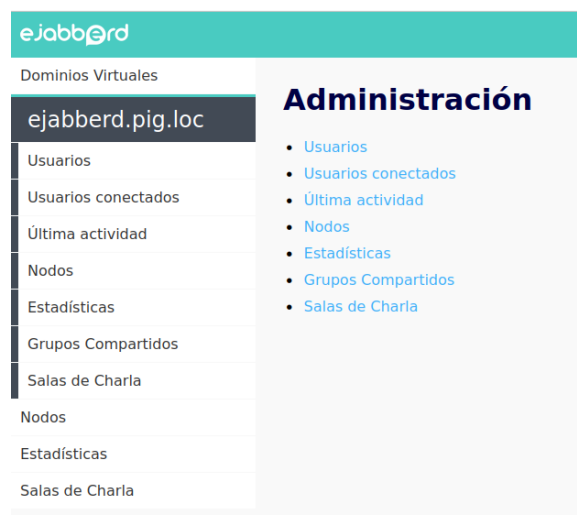 ejabberd
Dominios Virtuales
ejabberd.pig.loc
Usuarios
Usuarios conectados
Última actividad
Nodos
Estadísticas
Grupos Compartidos
Salas de Charla
Nodos
Estadísticas
Salas de Charla
Administración
Usuarios
Usuarios conectados
Última actividad
Nodos
Estadísticas
Grupos Compartidos
Salas de Charla